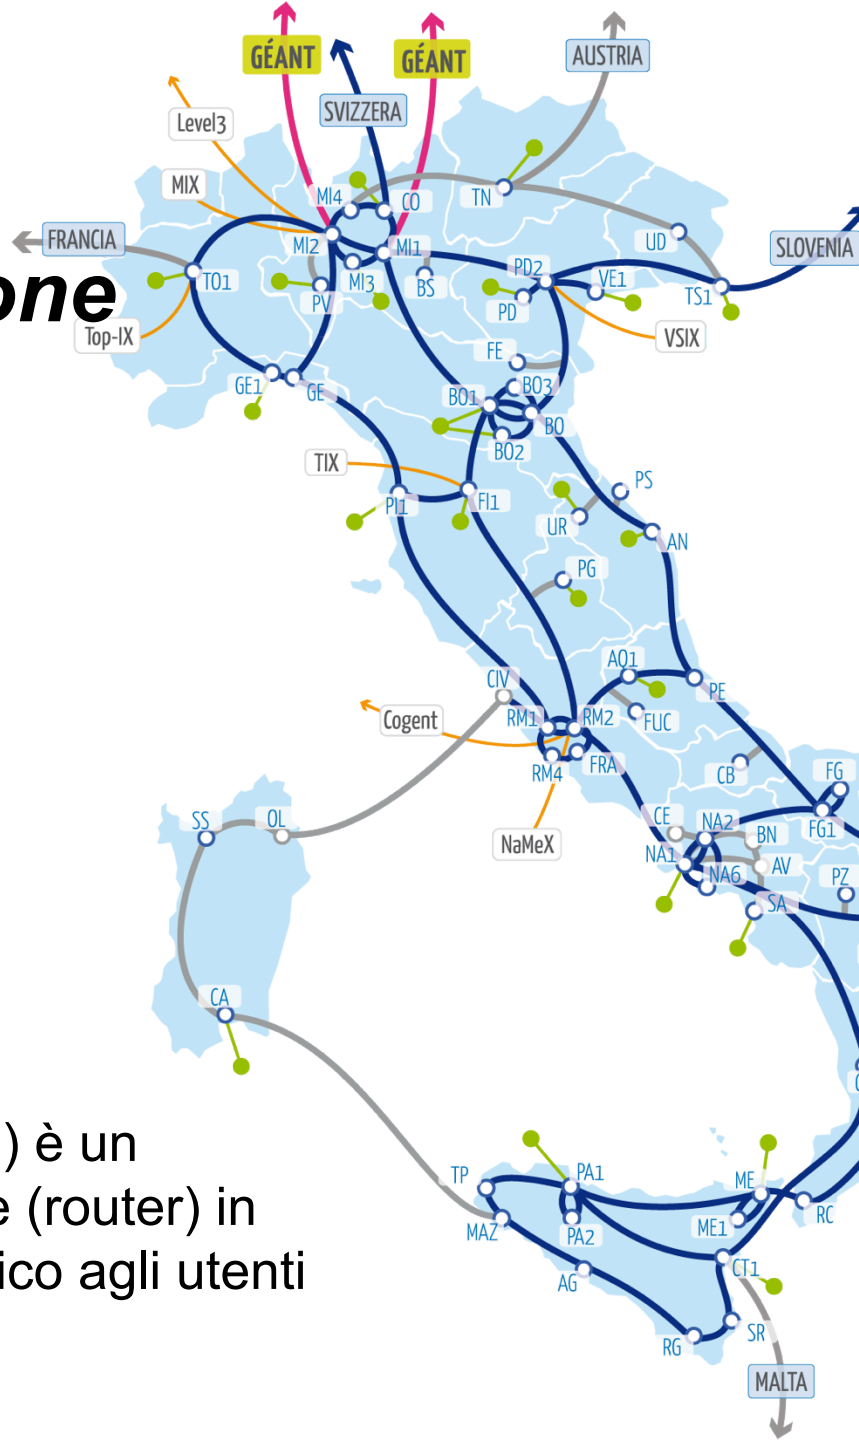 GÉANT
GÉANT
AUSTRIA
SVIZZERA
Level3
MIX
MI4
CO
TN
FRANCIA
MI2
MI1
UD
SLOVENIA
TO1
PV
MI3
BS
PD2
VE1
TS1
one
PD
Top-IX
VSIX
FE
GE1
GE
BO1
BO3
BO
BO2
TIX
PI1
FI1
PS
UR
AN
PG
CIV
AQ1
PE
Cogent
RM1
RM2
FUC
RM4
FRA
CB
FG
SS
OL
CE
NA2
BN
FG1
NaMeX
NA1
NA6
AV
PZ
SA
CA
) è un
TP
PA1
ME
e (router) in
MAZ
PA2
ME1
RC
ico agli utenti
AG
CT1
RG
SR
MALTA